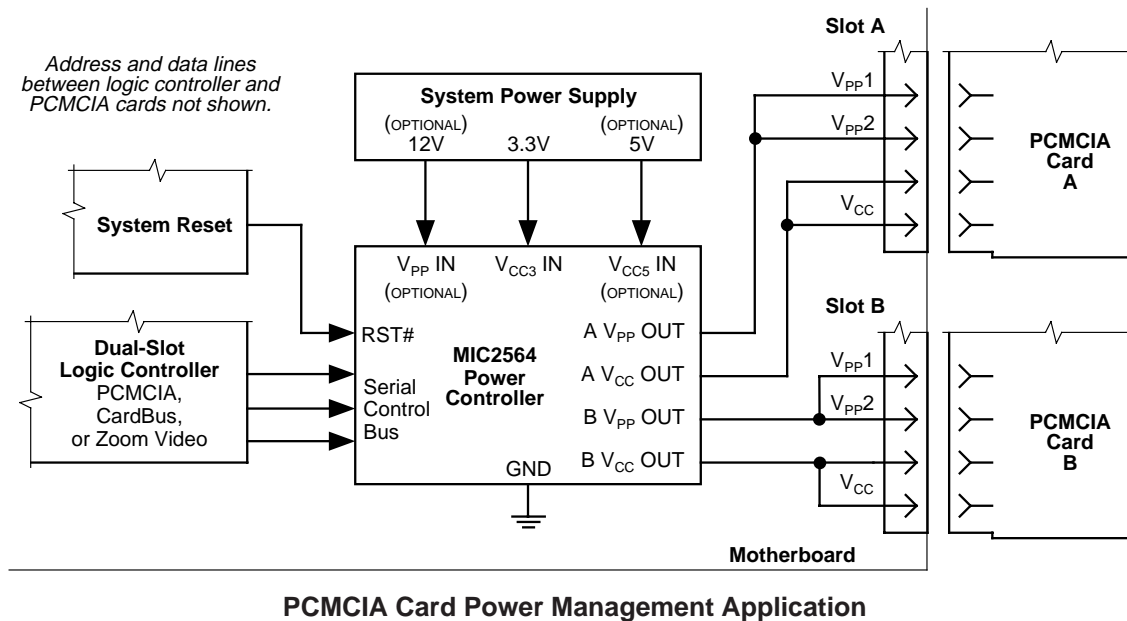 Address and data lines
between logic controller and
PCMCIA cards not shown.
System Power Supply
(OPTIONAL) (OPTIONAL)
12V 3.3V 5V
System Reset
Dual-Slot
Logic Controller
PCMCIA,
CardBus,
or Zoom Video
VPP IN VCC3 IN VCC5 IN
(OPTIONAL) (OPTIONAL)
RST#
Serial
Control
Bus
MIC2564
Power
Controller
A VPP OUT
A VCC OUT
B VPP OUT
B VCC OUT
GND
Slot A
VPP1
VPP2
VCC
PCMCIA
Card
A
Slot B
VPP1
VPP2
VCC
PCMCIA
Card
B
Motherboard
PCMCIA Card Power Management Application